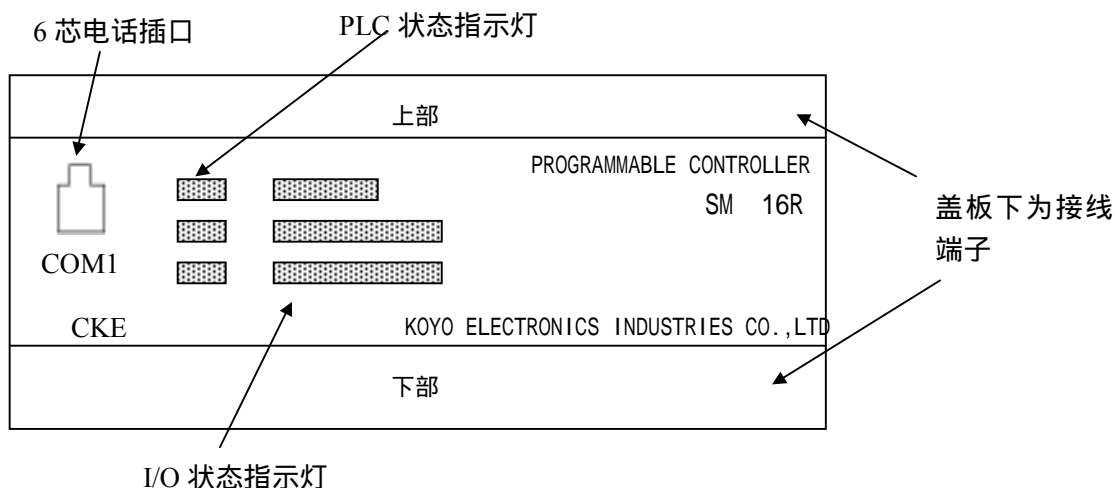 6 芯电话插口
PLC 状态指示灯
上部
PROGRAMMABLE CONTROLLER
SM 16R
盖板下为接线
端子
COM1
CKE
KOYO ELECTRONICS INDUSTRIES CO.,LTD
下部
I/O 状态指示灯